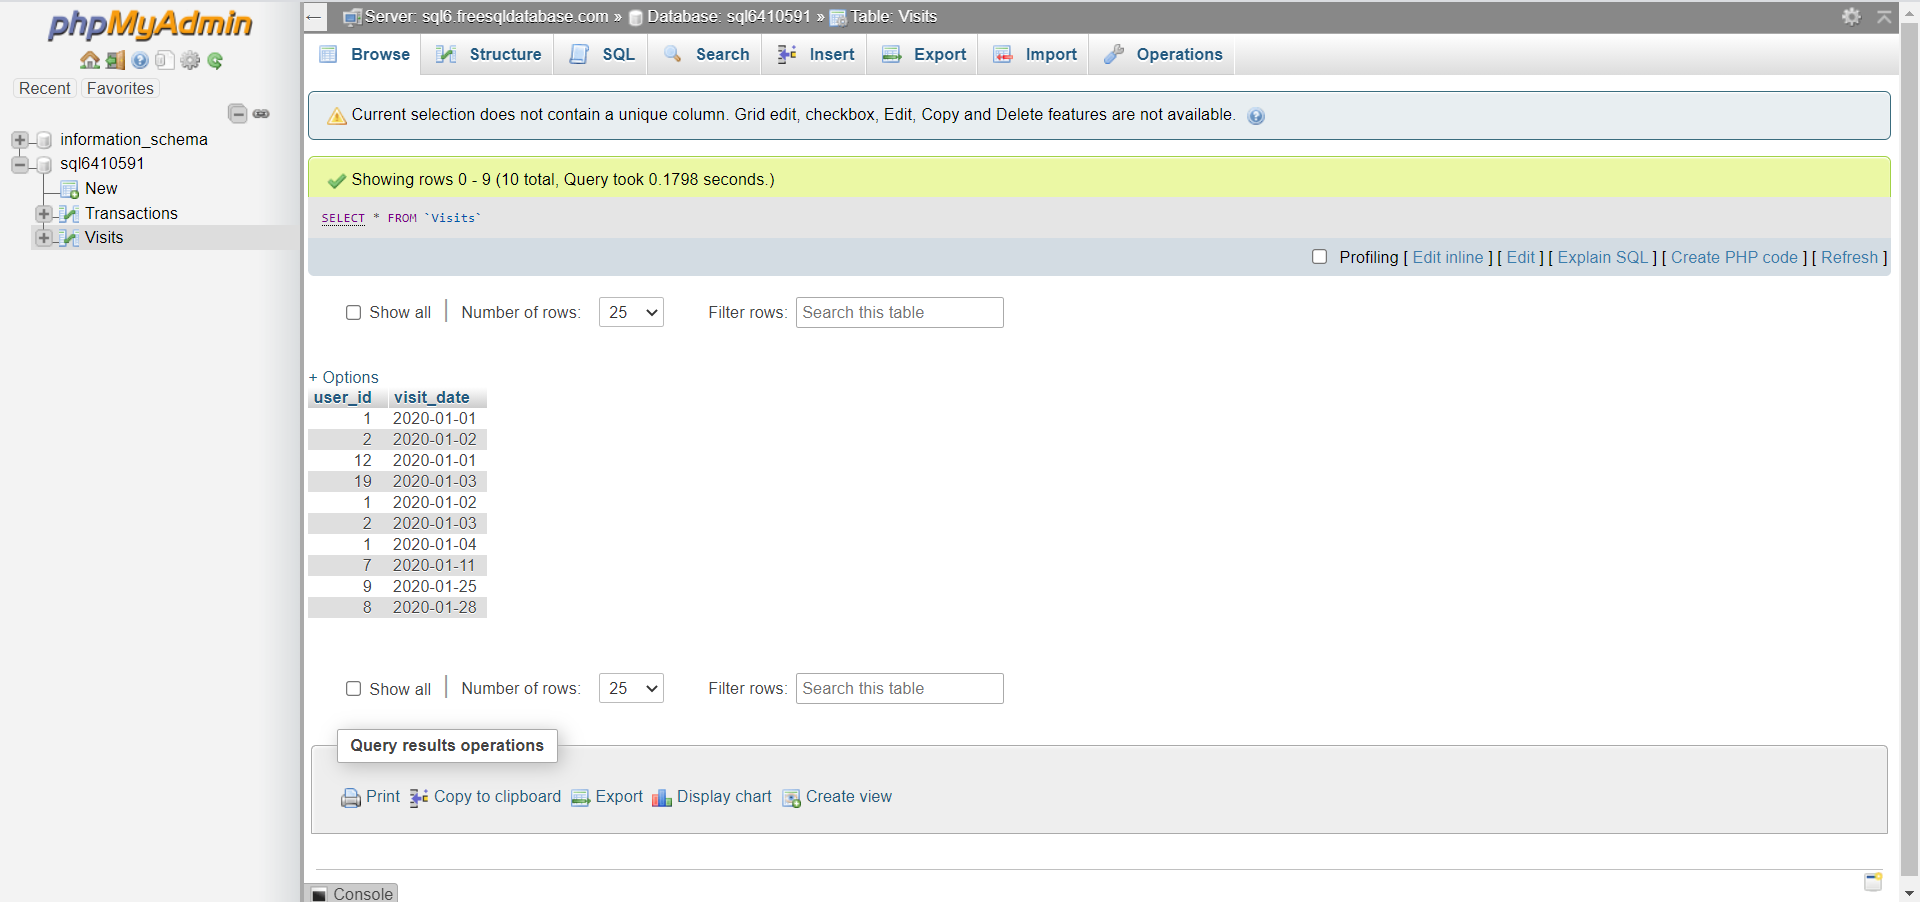 phpMyAdmin
Recent Favorites
information_schema
sql6410591
New
Transactions
Visits
Server: sql6.freesqldatabase.com » Database: sql6410591 » Table: Visits
Browse Structure SQL Search Insert Export Import Operations
Current selection does not contain a unique column. Grid edit, checkbox, Edit, Copy and Delete features are not available.
Showing rows 0 - 9 (10 total, Query took 0.1798 seconds.)
SELECT * FROM `Visits`
Profiling [ Edit inline ] [ Edit ] [ Explain SQL ] [ Create PHP code ] [ Refresh ]
Show all Number of rows: 25 Filter rows: Search this table
+ Options
user_id visit_date
1 2020-01-01
2 2020-01-02
12 2020-01-01
19 2020-01-03
1 2020-01-02
2 2020-01-03
1 2020-01-04
7 2020-01-11
9 2020-01-25
8 2020-01-28
Show all Number of rows: 25 Filter rows: Search this table
Query results operations
Print Copy to clipboard Export Display chart Create view
Console